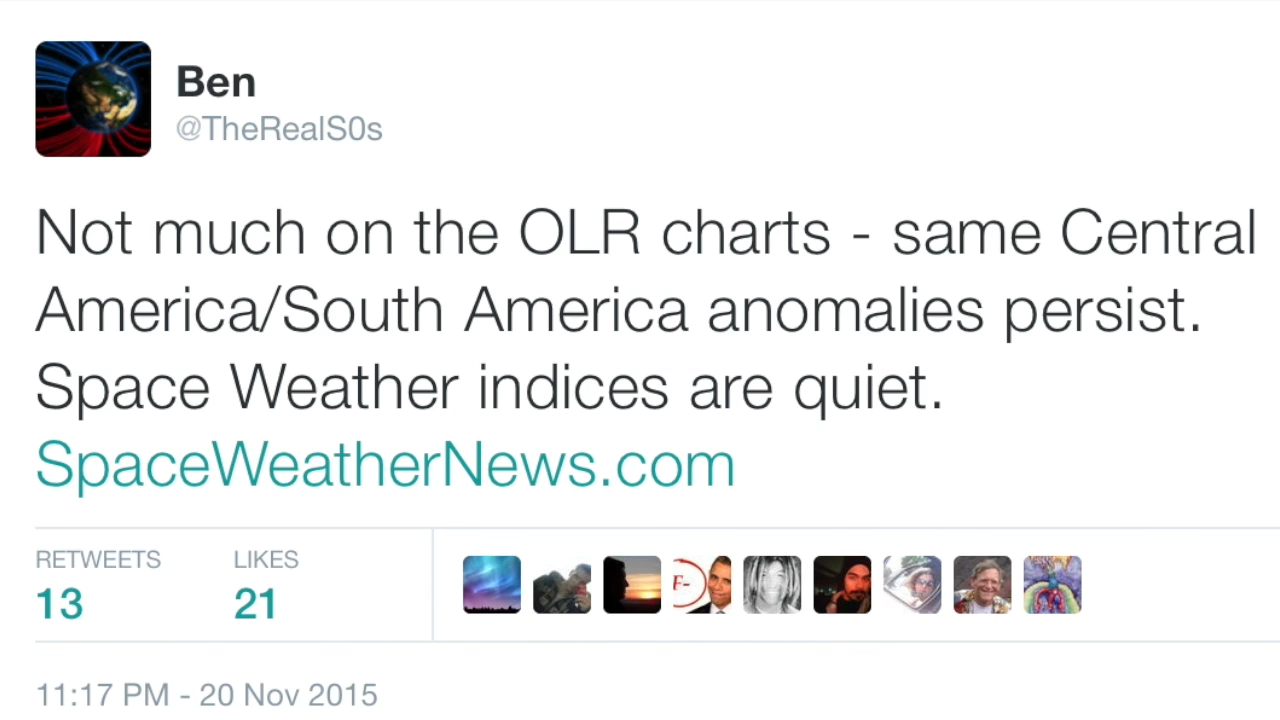 Ben
@TheRealS0s
Not much on the OLR charts - same Central
America/South America anomalies persist.
Space Weather indices are quiet.
SpaceWeatherNews.com
RETWEETS LIKES
13 21
F-
11:17 PM - 20 Nov 2015